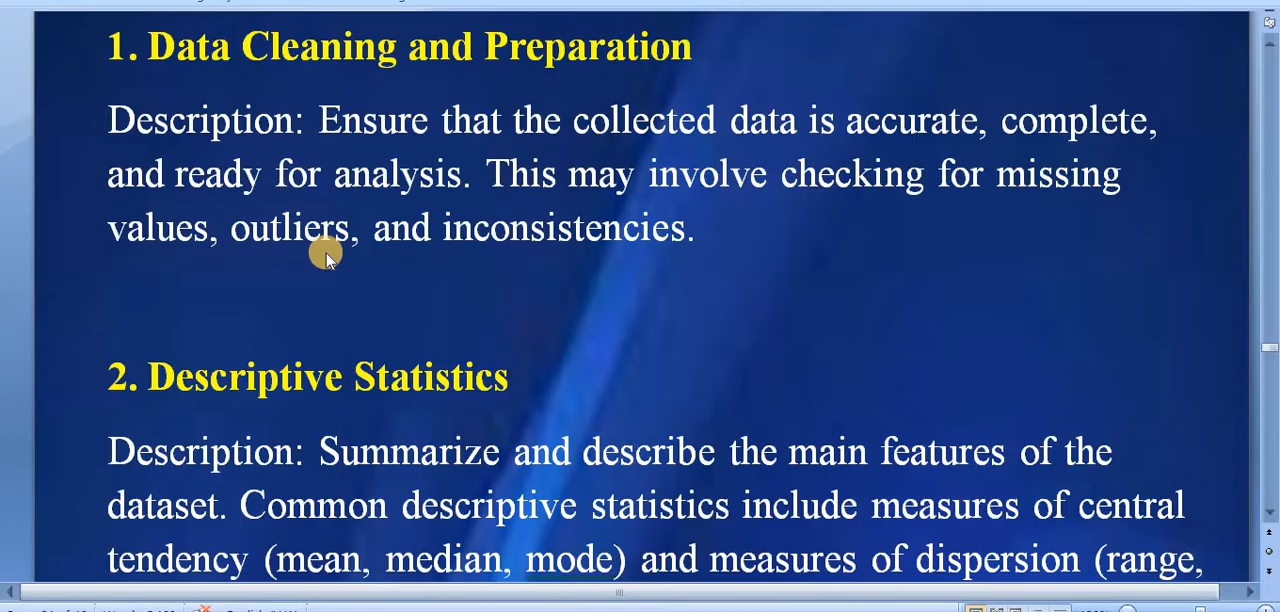 1. Data Cleaning and Preparation
Description: Ensure that the collected data is accurate, complete,
and ready for analysis. This may involve checking for missing
values, outliers, and inconsistencies.
2. Descriptive Statistics
Description: Summarize and describe the main features of the
dataset. Common descriptive statistics include measures of central
tendency (mean, median, mode) and measures of dispersion (range,